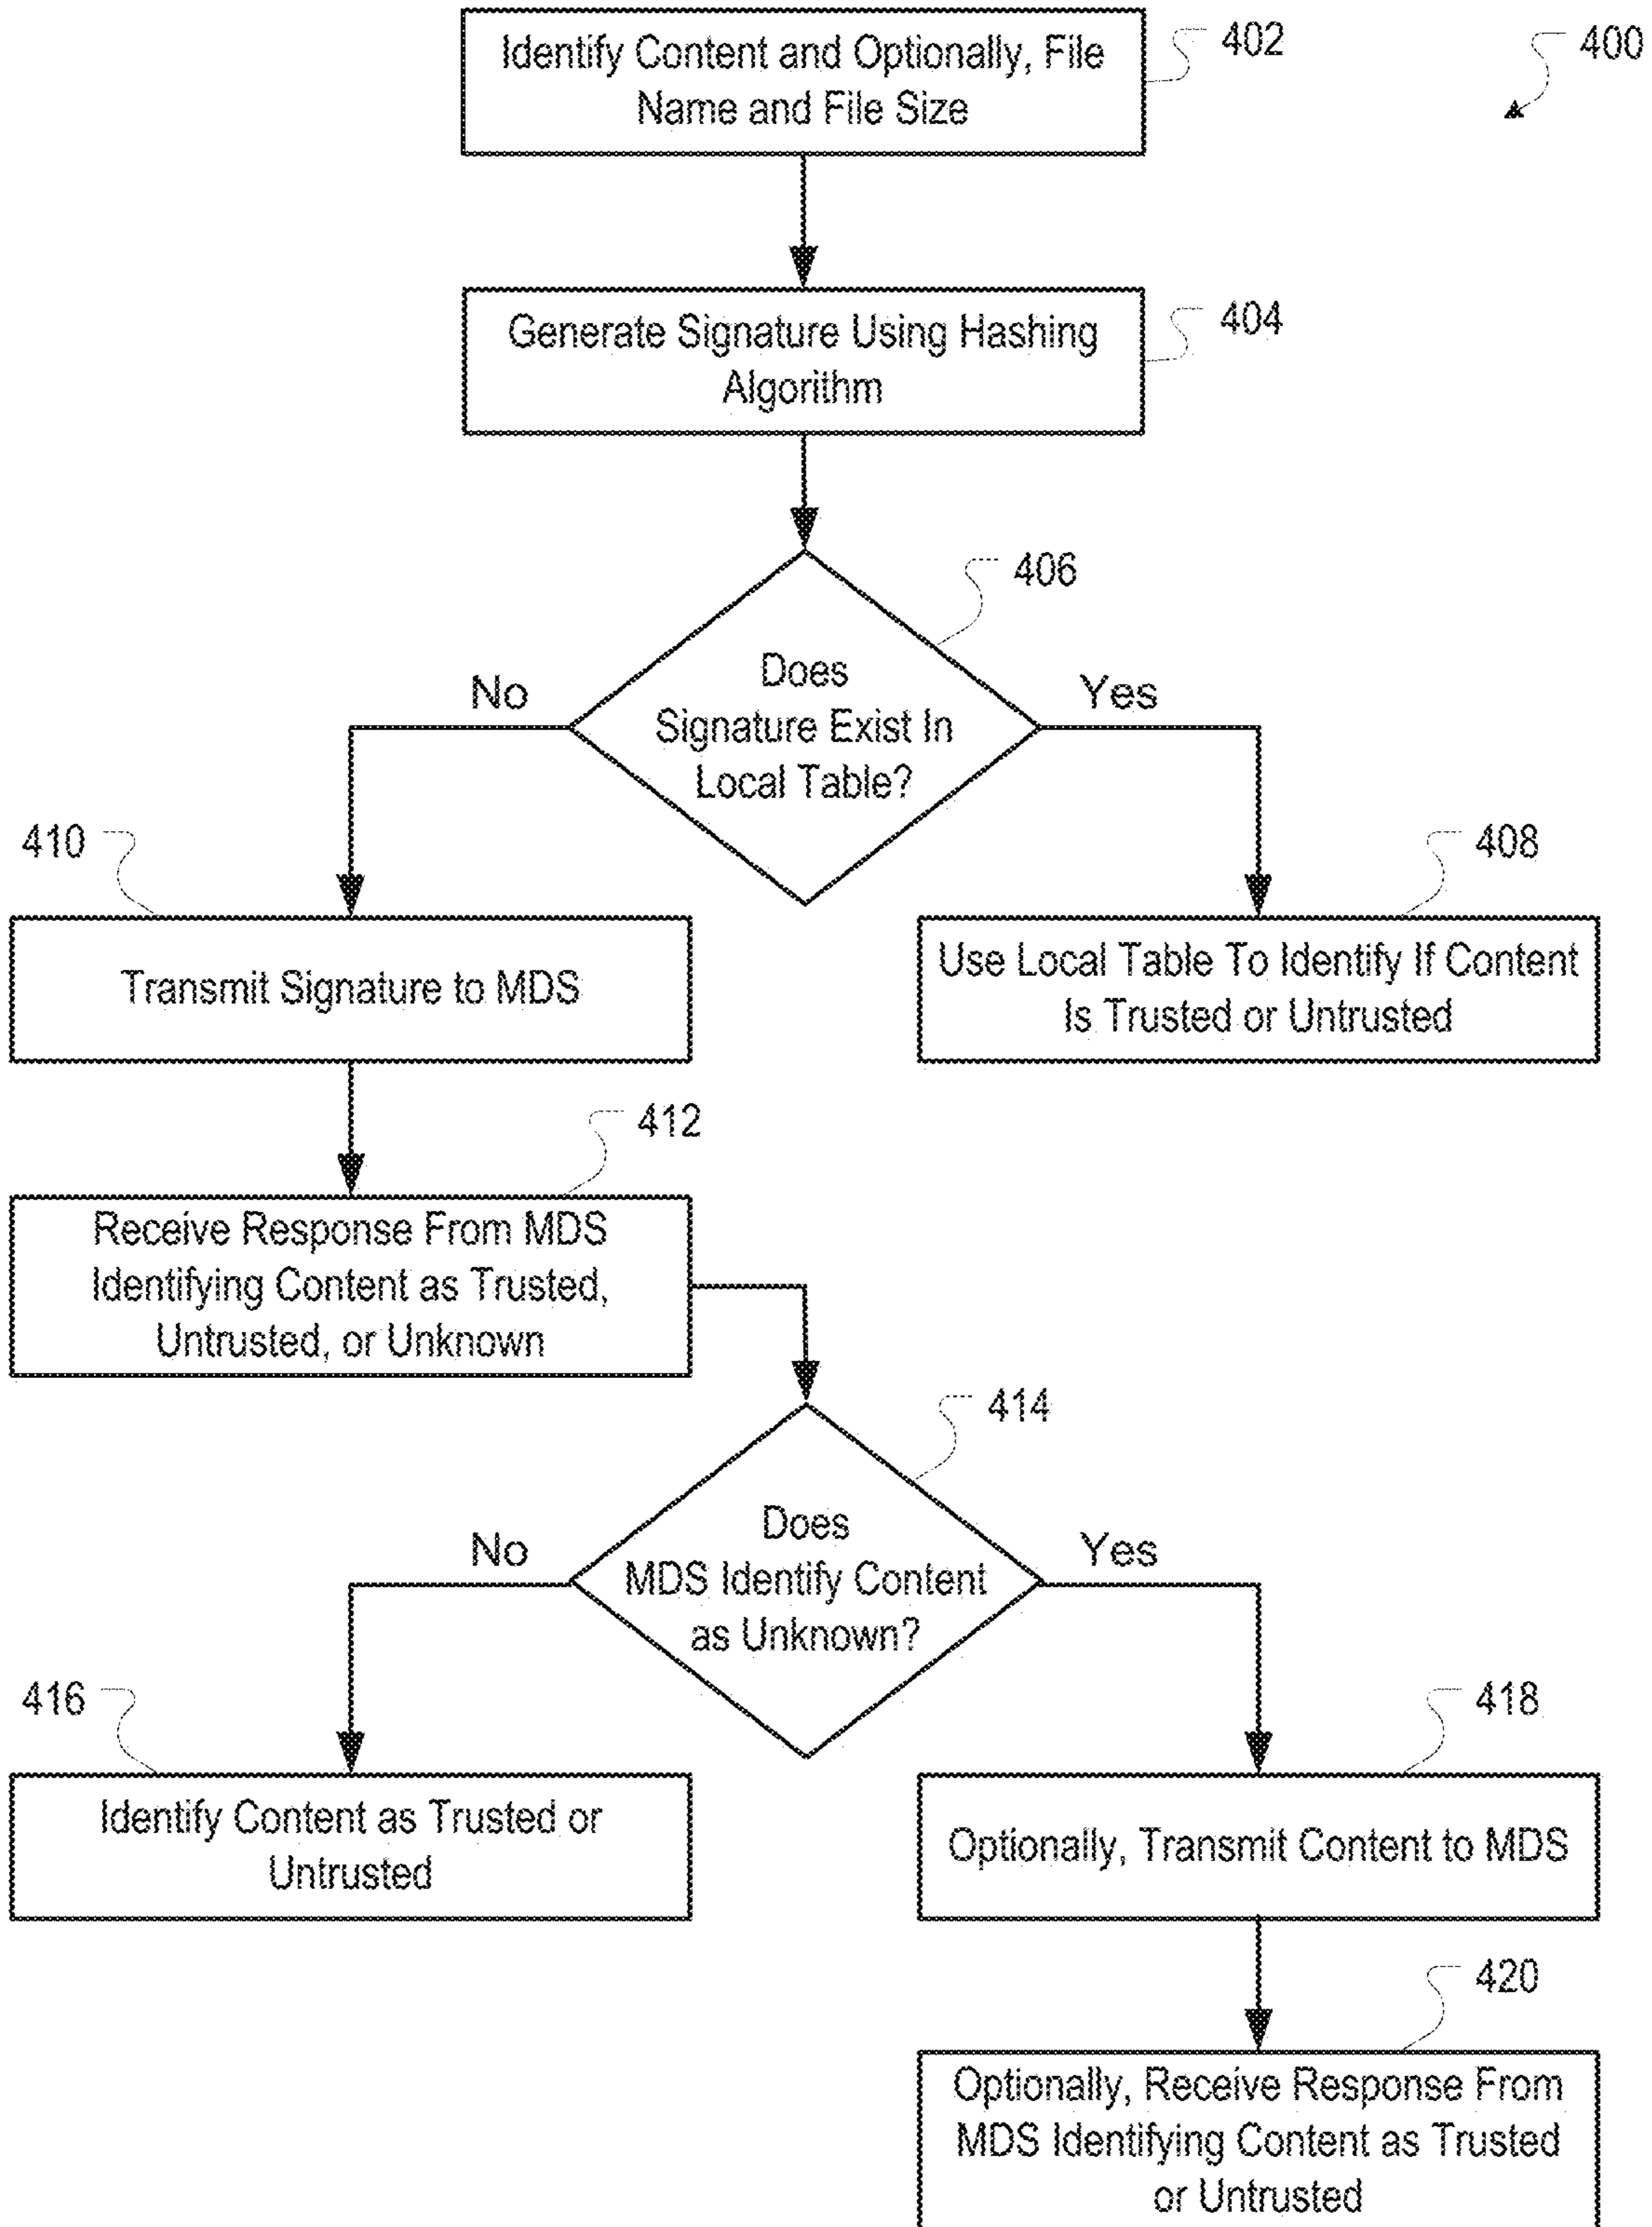 Identify Content and Optionally, File
Name and File Size
402
400
Generate Signature Using Hashing
Algorithm
404
406
Does
Signature Exist In
Local Table?
No
Yes
410
408
Transmit Signature to MDS
Use Local Table To Identify If Content
Is Trusted or Untrusted
412
Receive Response From MDS
Identifying Content as Trusted,
Untrusted, or Unknown
414
Does
MDS Identify Content
as Unknown?
No
Yes
416
418
Identify Content as Trusted or
Untrusted
Optionally, Transmit Content to MDS
420
Optionally, Receive Response From
MDS Identifying Content as Trusted
or Untrusted